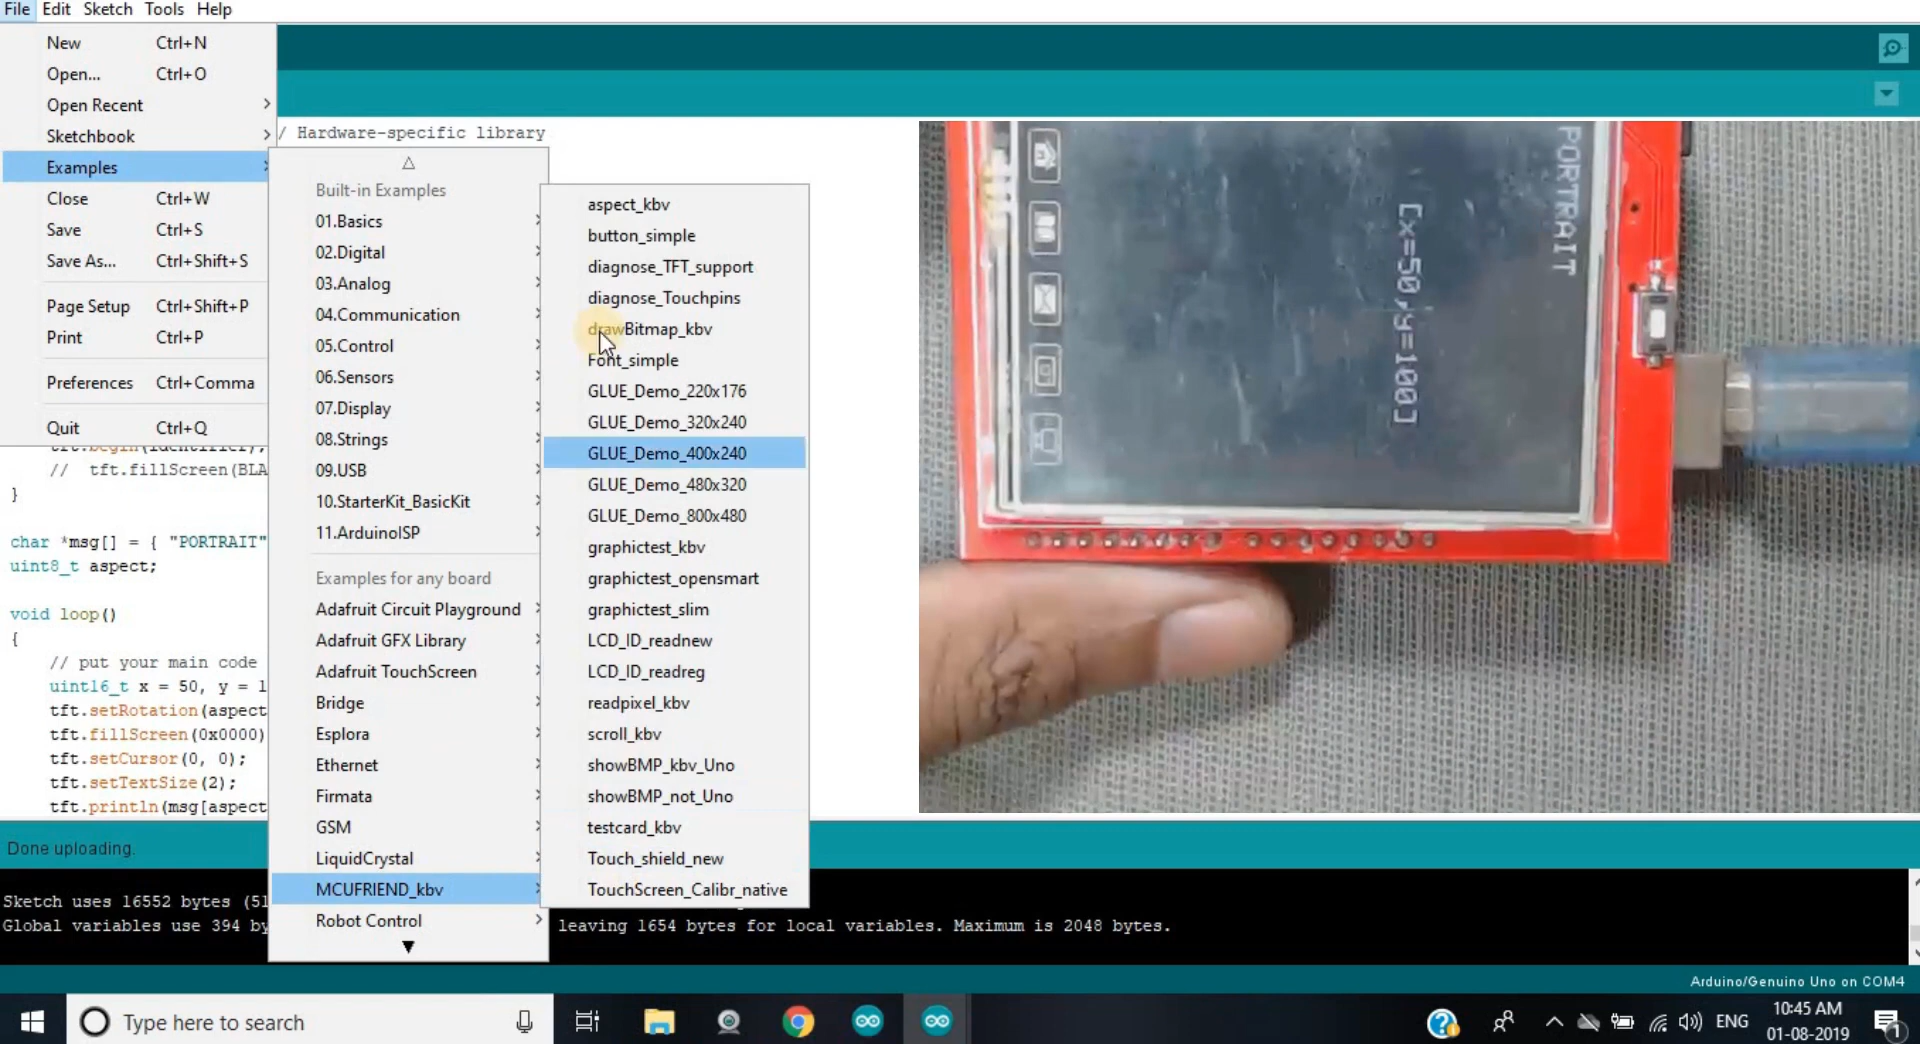 File Edit Sketch Tools Help
New Ctrl+N
Open... Ctrl+O
Open Recent
Sketchbook
Examples
Close Ctrl+W
Save Ctrl+S
Save As... Ctrl+Shift+S
Page Setup Ctrl+Shift+P
Print Ctrl+P
Preferences Ctrl+Comma
Quit Ctrl+Q
/ Hardware-specific library
Built-in Examples
01.Basics
02.Digital
03.Analog
04.Communication
05.Control
06.Sensors
07.Display
08.Strings
09.USB
10.StarterKit_BasicKit
11.ArduinoISP
Examples for any board
Adafruit Circuit Playground
Adafruit GFX Library
Adafruit TouchScreen
Bridge
Esplora
Ethernet
Firmata
GSM
LiquidCrystal
MCUFRIEND_kbv
Robot Control
aspect_kbv
button_simple
diagnose_TFT_support
diagnose_Touchpins
drawBitmap_kbv
Font_simple
GLUE_Demo_220x176
GLUE_Demo_320x240
GLUE_Demo_400x240
GLUE_Demo_480x320
GLUE_Demo_800x480
graphictest_kbv
graphictest_opensmart
graphictest_slim
LCD_ID_readnew
LCD_ID_readreg
readpixel_kbv
scroll_kbv
showBMP_kbv_Uno
showBMP_not_Uno
testcard_kbv
Touch_shield_new
TouchScreen_Calibr_native
PORTRAIT
[x=50,y=100]
tft.begin(identifier);
// tft.fillScreen(BLA
}
char *msg[] = { "PORTRAIT"
uint8_t aspect;
void loop()
{
// put your main code
uint16_t x = 50, y = 1
tft.setRotation(aspect
tft.fillScreen(0x0000)
tft.setCursor(0, 0);
tft.setTextSize(2);
tft.println(msg[aspect
Done uploading.
Sketch uses 16552 bytes (51
Global variables use 394 by leaving 1654 bytes for local variables. Maximum is 2048 bytes.
Arduino/Genuino Uno on COM4
Type here to search
ENG
10:45 AM
01-08-2019
1